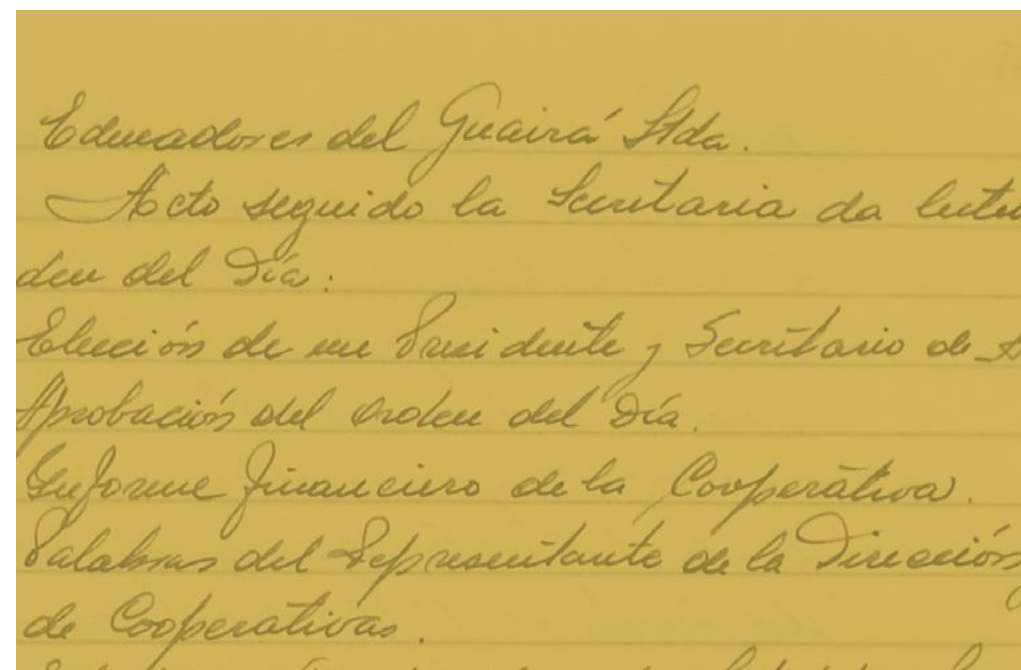 Educadores del Guairá Ltda.
Acto seguido la Secretaria da lectu
den del Día:
Elección de un Presidente y Secretario de A
Aprobación del orden del Día.
Informe Financiero de la Cooperativa.
Palabras del Representante de la Dirección
de Cooperativas.